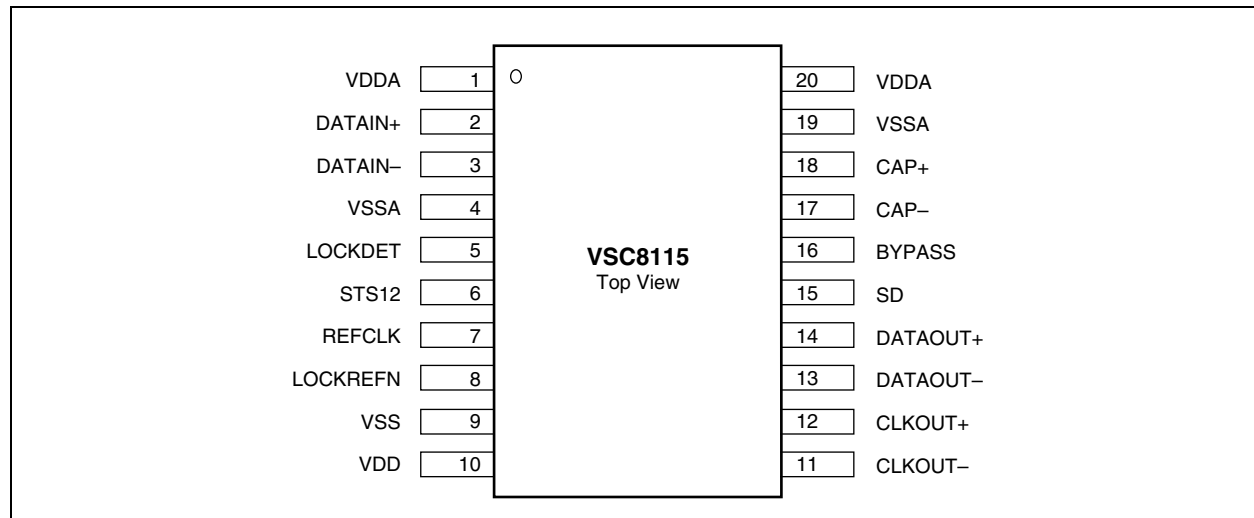 VDDA 1
DATAIN+ 2
DATAIN– 3
VSSA 4
LOCKDET 5
STS12 6
REFCLK 7
LOCKREFN 8
VSS 9
VDD 10
VSC8115
Top View
20 VDDA
19 VSSA
18 CAP+
17 CAP–
16 BYPASS
15 SD
14 DATAOUT+
13 DATAOUT–
12 CLKOUT+
11 CLKOUT–